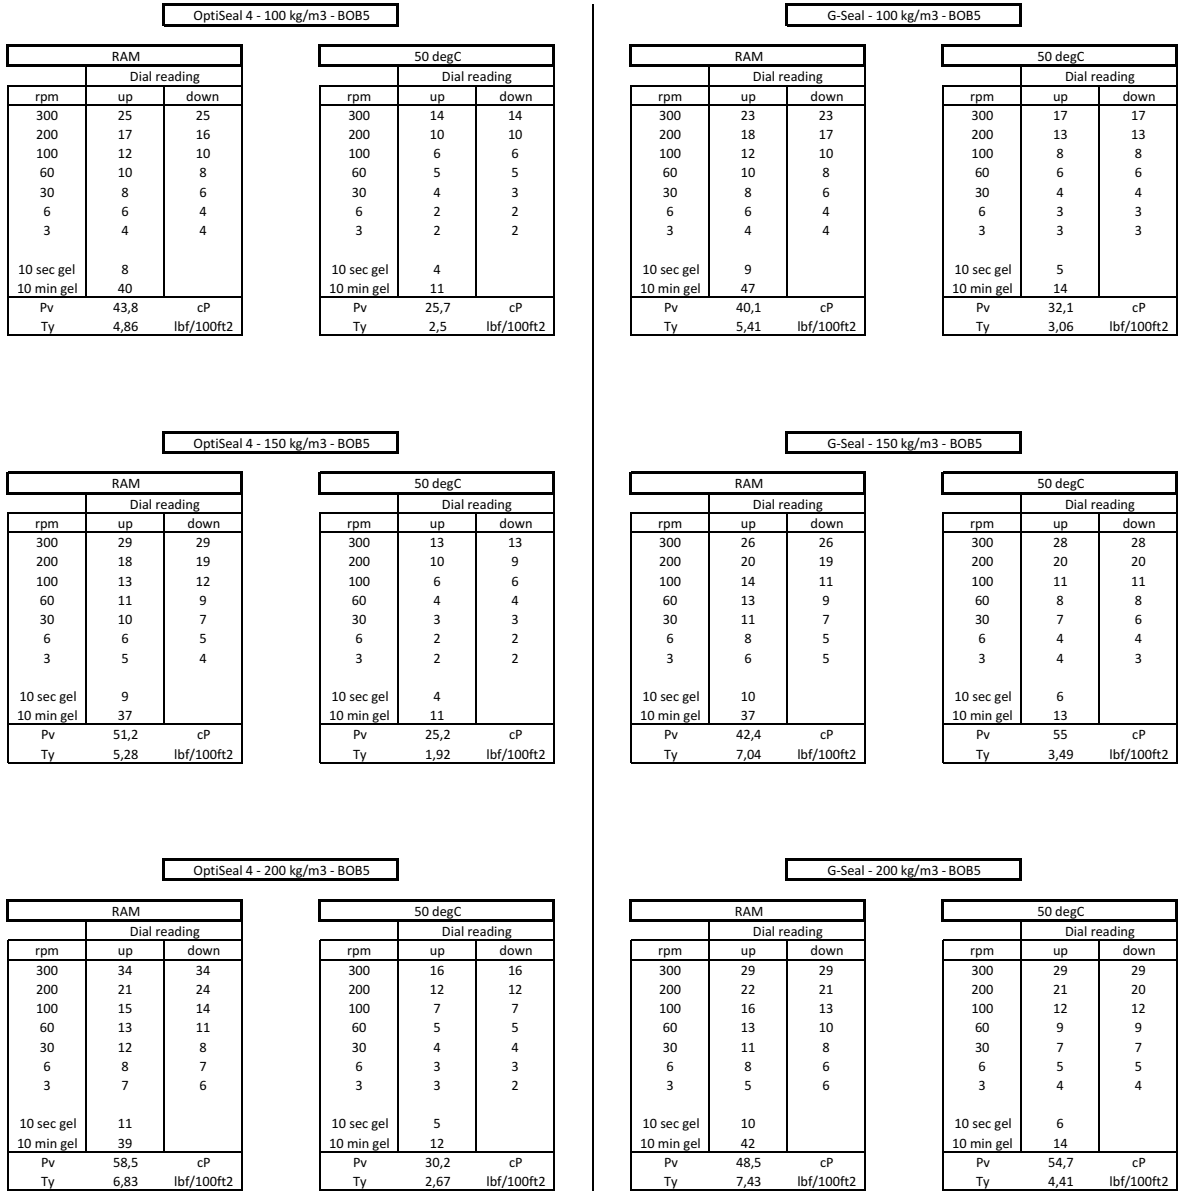 OptiSeal 4 - 100 kg/m3 - BOB5 G-Seal - 100 kg/m3 - BOB5
RAM 50 degC RAM 50 degC
Dial reading Dial reading Dial reading Dial reading
rpm up down rpm up down rpm up down rpm up down
300 25 25 300 14 14 300 23 23 300 17 17
200 17 16 200 10 10 200 18 17 200 13 13
100 12 10 100 6 6 100 12 10 100 8 8
60 10 8 60 5 5 60 10 8 60 6 6
30 8 6 30 4 3 30 8 6 30 4 4
6 6 4 6 2 2 6 6 4 6 3 3
3 4 4 3 2 2 3 4 4 3 3 3
10 sec gel 8 10 sec gel 4 10 sec gel 9 10 sec gel 5
10 min gel 40 10 min gel 11 10 min gel 47 10 min gel 14
Pv 43,8 cP Pv 25,7 cP Pv 40,1 cP Pv 32,1 cP
Ty 4,86 lbf/100ft2 Ty 2,5 lbf/100ft2 Ty 5,41 lbf/100ft2 Ty 3,06 lbf/100ft2
OptiSeal 4 - 150 kg/m3 - BOB5 G-Seal - 150 kg/m3 - BOB5
RAM 50 degC RAM 50 degC
Dial reading Dial reading Dial reading Dial reading
rpm up down rpm up down rpm up down rpm up down
300 29 29 300 13 13 300 26 26 300 28 28
200 18 19 200 10 9 200 20 19 200 20 20
100 13 12 100 6 6 100 14 11 100 11 11
60 11 9 60 4 4 60 13 9 60 8 8
30 10 7 30 3 3 30 11 7 30 7 6
6 6 5 6 2 2 6 8 5 6 4 4
3 5 4 3 2 2 3 6 5 3 4 3
10 sec gel 9 10 sec gel 4 10 sec gel 10 10 sec gel 6
10 min gel 37 10 min gel 11 10 min gel 37 10 min gel 13
Pv 51,2 cP Pv 25,2 cP Pv 42,4 cP Pv 55 cP
Ty 5,28 lbf/100ft2 Ty 1,92 lbf/100ft2 Ty 7,04 lbf/100ft2 Ty 3,49 lbf/100ft2
OptiSeal 4 - 200 kg/m3 - BOB5 G-Seal - 200 kg/m3 - BOB5
RAM 50 degC RAM 50 degC
Dial reading Dial reading Dial reading Dial reading
rpm up down rpm up down rpm up down rpm up down
300 34 34 300 16 16 300 29 29 300 29 29
200 21 24 200 12 12 200 22 21 200 21 20
100 15 14 100 7 7 100 16 13 100 12 12
60 13 11 60 5 5 60 13 10 60 9 9
30 12 8 30 4 4 30 11 8 30 7 7
6 8 7 6 3 3 6 8 6 6 5 5
3 7 6 3 3 2 3 5 6 3 4 4
10 sec gel 11 10 sec gel 5 10 sec gel 10 10 sec gel 6
10 min gel 39 10 min gel 12 10 min gel 42 10 min gel 14
Pv 58,5 cP Pv 30,2 cP Pv 48,5 cP Pv 54,7 cP
Ty 6,83 lbf/100ft2 Ty 2,67 lbf/100ft2 Ty 7,43 lbf/100ft2 Ty 4,41 lbf/100ft2